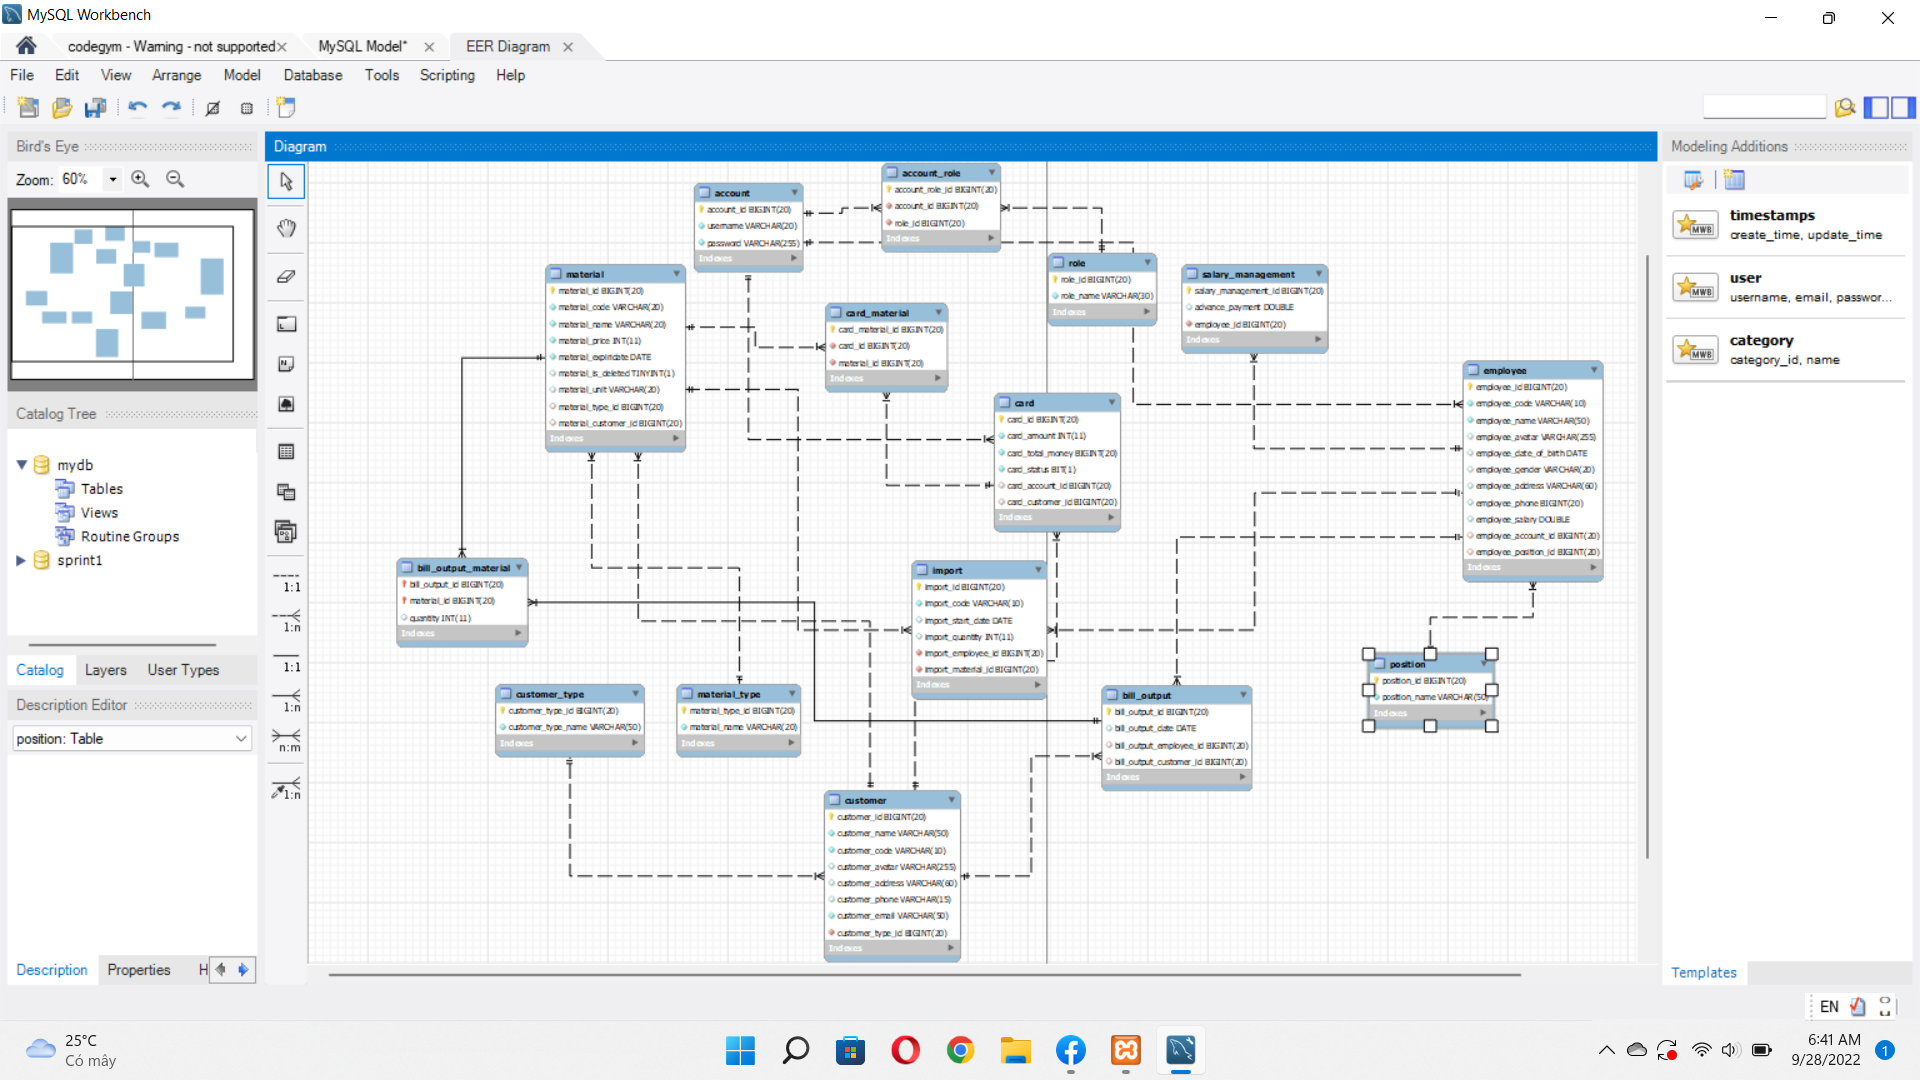 MySQL Workbench
codegym - Warning - not supported
MySQL Model*
EER Diagram
File Edit View Arrange Model Database Tools Scripting Help
Bird's Eye
Zoom: 60%
Catalog Tree
mydb
Tables
Views
Routine Groups
sprint1
Catalog Layers User Types
Description Editor
position: Table
Description Properties H
Diagram
1:1
1:n
1:1
1:n
n:m
1:n
account
account_id BIGINT(20)
username VARCHAR(20)
password VARCHAR(255)
Indexes
account_role
account_role_id BIGINT(20)
account_id BIGINT(20)
role_id BIGINT(20)
Indexes
role
role_id BIGINT(20)
role_name VARCHAR(30)
Indexes
salary_management
salary_management_id BIGINT(20)
advance_payment DOUBLE
employee_id BIGINT(20)
Indexes
material
material_id BIGINT(20)
material_code VARCHAR(20)
material_name VARCHAR(20)
material_price INT(11)
material_expiridate DATE
material_is_deleted TINYINT(1)
material_unit VARCHAR(20)
material_type_id BIGINT(20)
material_customer_id BIGINT(20)
Indexes
card_material
card_material_id BIGINT(20)
card_id BIGINT(20)
material_id BIGINT(20)
Indexes
card
card_id BIGINT(20)
card_amount INT(11)
card_total_money BIGINT(20)
card_status BIT(1)
card_account_id BIGINT(20)
card_customer_id BIGINT(20)
Indexes
employee
employee_id BIGINT(20)
employee_code VARCHAR(10)
employee_name VARCHAR(50)
employee_avatar VARCHAR(255)
employee_date_of_birth DATE
employee_gender VARCHAR(20)
employee_address VARCHAR(60)
employee_phone BIGINT(20)
employee_salary DOUBLE
employee_account_id BIGINT(20)
employee_position_id BIGINT(20)
Indexes
bill_output_material
bill_output_id BIGINT(20)
material_id BIGINT(20)
quantity INT(11)
Indexes
import
import_id BIGINT(20)
import_code VARCHAR(10)
import_start_date DATE
import_quantity INT(11)
import_employee_id BIGINT(20)
import_material_id BIGINT(20)
Indexes
position
position_id BIGINT(20)
position_name VARCHAR(50)
Indexes
customer_type
customer_type_id BIGINT(20)
customer_type_name VARCHAR(50)
Indexes
material_type
material_type_id BIGINT(20)
material_name VARCHAR(20)
Indexes
bill_output
bill_output_id BIGINT(20)
bill_output_date DATE
bill_output_employee_id BIGINT(20)
bill_output_customer_id BIGINT(20)
Indexes
customer
customer_id BIGINT(20)
customer_name VARCHAR(50)
customer_code VARCHAR(10)
customer_avatar VARCHAR(255)
customer_address VARCHAR(60)
customer_phone VARCHAR(15)
customer_email VARCHAR(50)
customer_type_id BIGINT(20)
Indexes
Modeling Additions
MWB
timestamps
create_time, update_time
MWB
user
username, email, passwor...
MWB
category
category_id, name
Templates
EN
25°C
Có mây
6:41 AM
9/28/2022
1